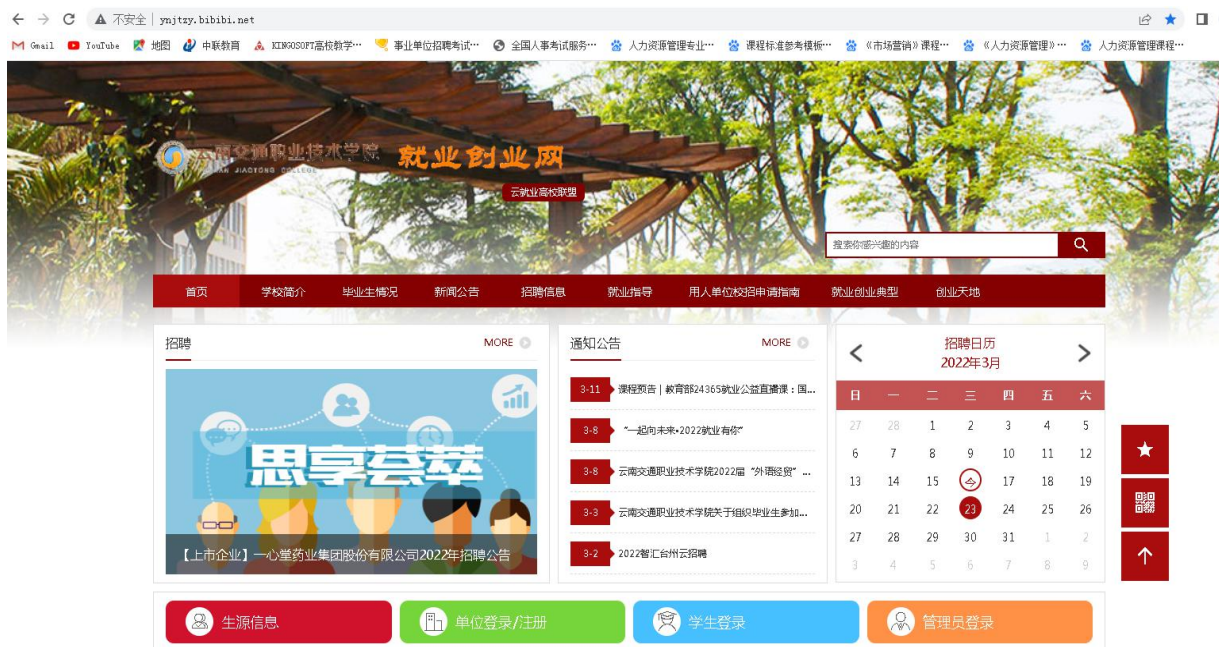 不安全 | ynjtzy.bibibi.net
Gmail YouTube 地图 中联教育 KINGOSOFT高校教学… 事业单位招聘考试… 全国人事考试服务… 人力资源管理专业… 课程标准参考模板… 《市场营销》课程… 《人力资源管理》… 人力资源管理课程…
云南交通职业技术学院 就业创业网
JIAOTONG COLLEGE
云就业高校联盟
搜索你感兴趣的内容
首页 学校简介 毕业生情况 新闻公告 招聘信息 就业指导 用人单位校招申请指南 就业创业典型 创业天地
招聘 MORE
思享荟萃
【上市企业】一心堂药业集团股份有限公司2022年招聘公告
通知公告 MORE
3-11 课程预告 | 教育部24365就业公益直播课：国...
3-8 “一起向未来•2022就业有你”
3-8 云南交通职业技术学院2022届“外语经贸” ...
3-3 云南交通职业技术学院关于组织毕业生参加...
3-2 2022智汇台州云招聘
招聘日历
2022年3月
日 一 二 三 四 五 六
27 28 1 2 3 4 5
6 7 8 9 10 11 12
13 14 15 今 17 18 19
20 21 22 23 24 25 26
27 28 29 30 31 1 2
3 4 5 6 7 8 9
生源信息 单位登录/注册 学生登录 管理员登录